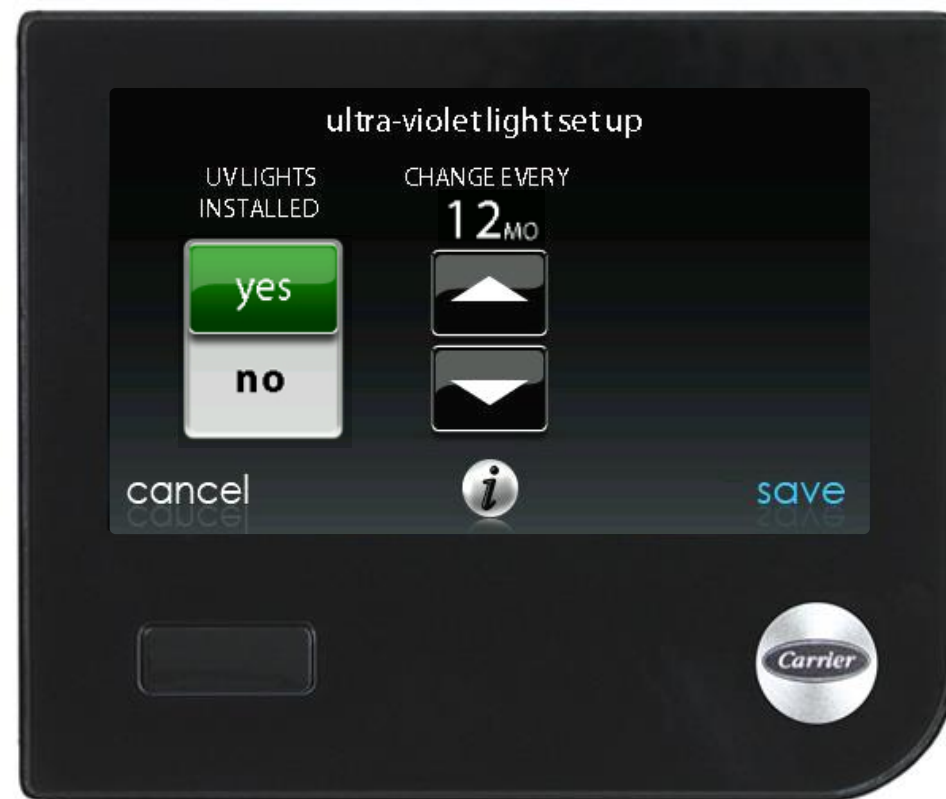 ultra-violet light set up
UV LIGHTS
INSTALLED
yes
no
CHANGE EVERY
12MO
cancel
i
save
Carrier